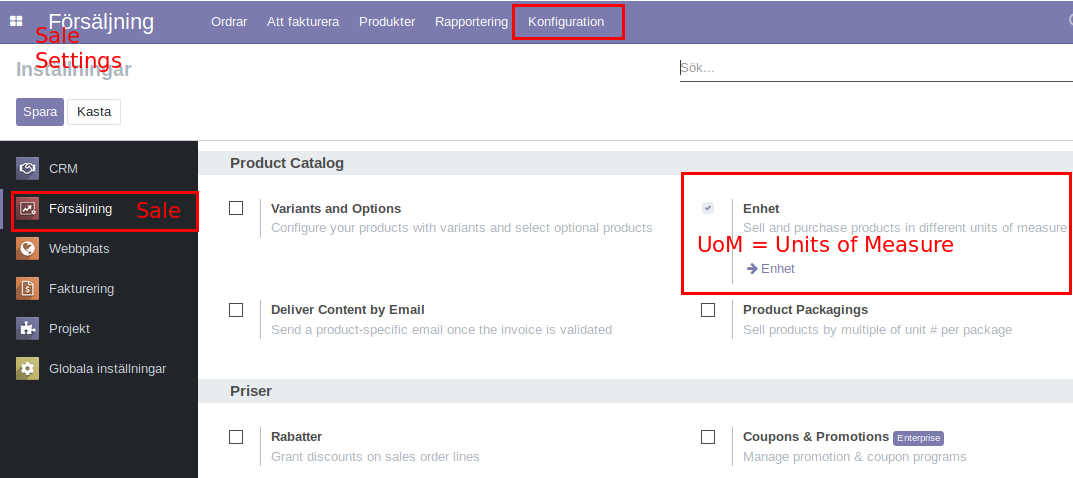 Försäljning Ordrar Att fakturera Produkter Rapportering Konfiguration
Sale
Settings
Inställningar Sök...
Spara Kasta
CRM
Försäljning Sale
Webbplats
Fakturering
Projekt
Globala inställningar
Product Catalog
Variants and Options
Configure your products with variants and select optional products
Enhet
Sell and purchase products in different units of measure
UoM = Units of Measure
Enhet
Deliver Content by Email
Send a product-specific email once the invoice is validated
Product Packagings
Sell products by multiple of unit # per package
Priser
Rabatter
Grant discounts on sales order lines
Coupons & Promotions Enterprise
Manage promotion & coupon programs